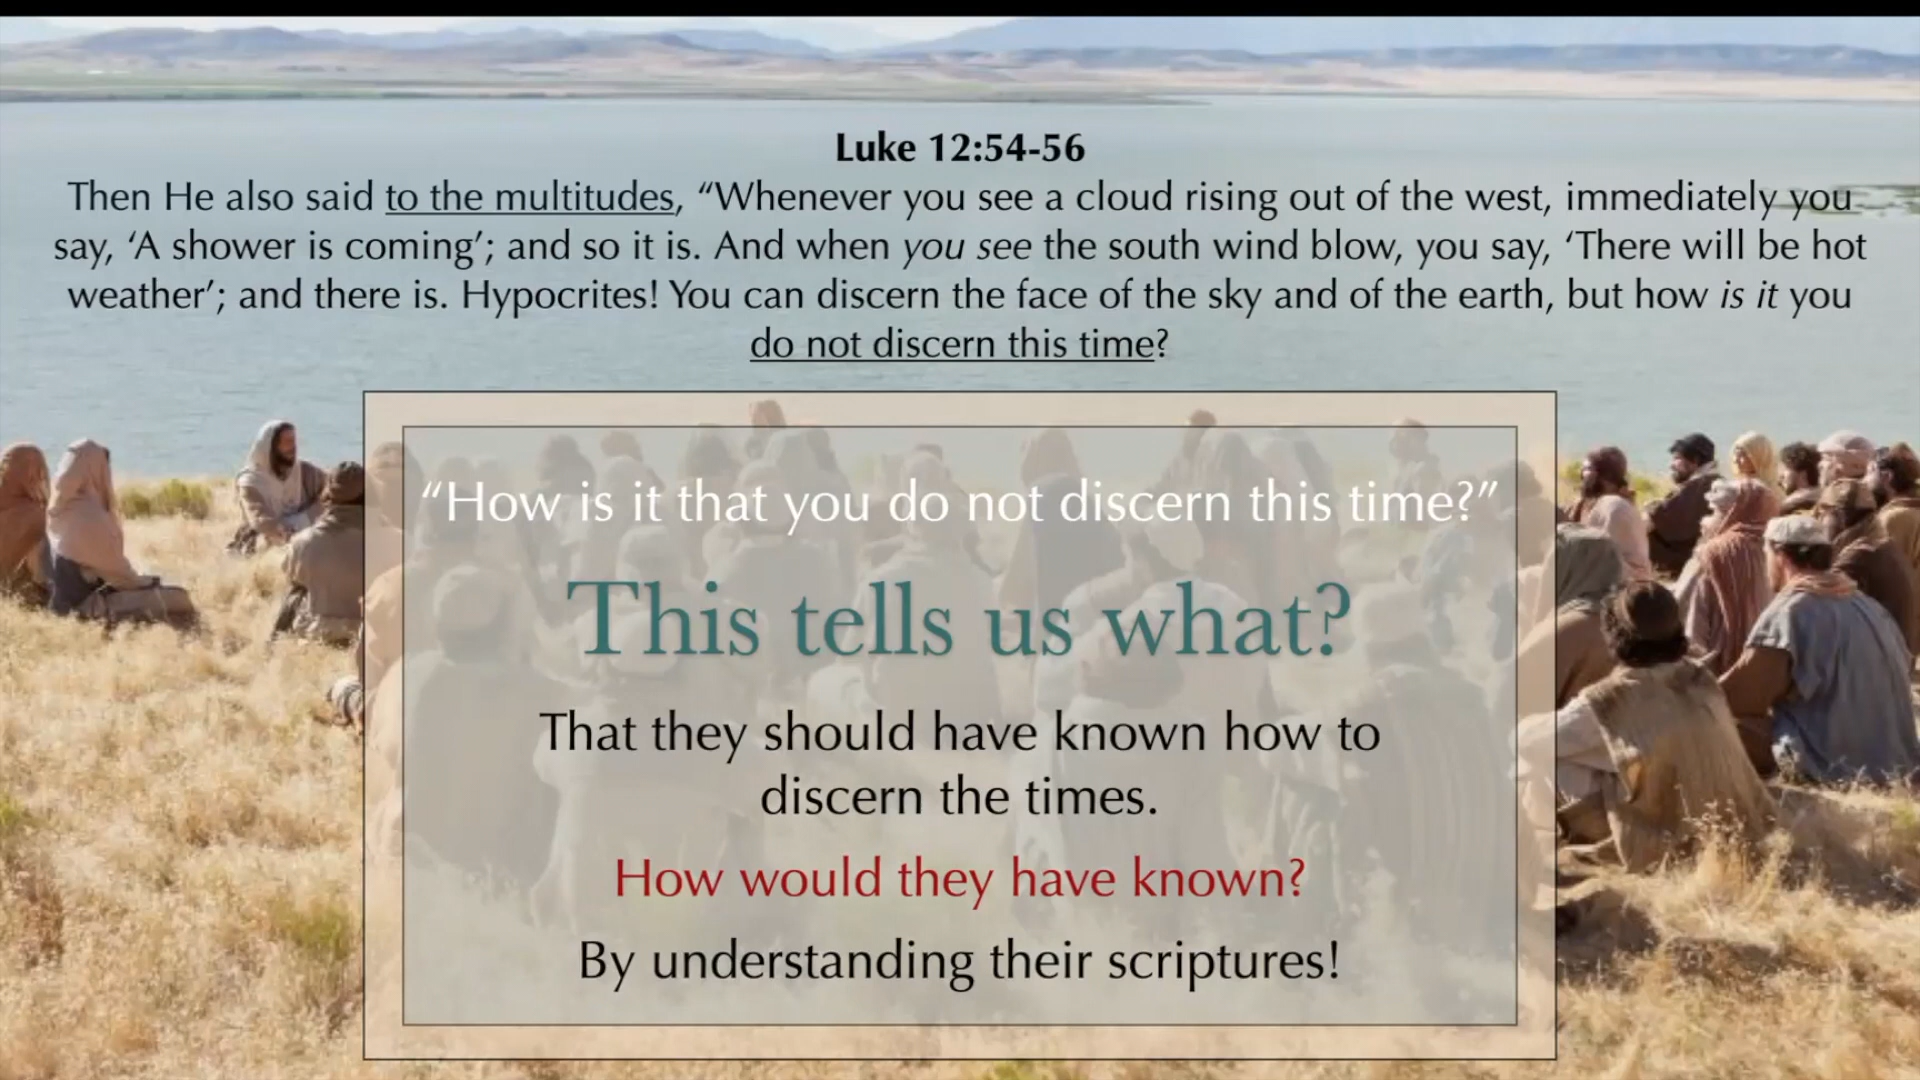 Luke 12:54-56
Then He also said to the multitudes, “Whenever you see a cloud rising out of the west, immediately you
say, ‘A shower is coming’; and so it is. And when you see the south wind blow, you say, ‘There will be hot
weather’; and there is. Hypocrites! You can discern the face of the sky and of the earth, but how is it you
do not discern this time?
“How is it that you do not discern this time?”
This tells us what?
That they should have known how to
discern the times.
How would they have known?
By understanding their scriptures!